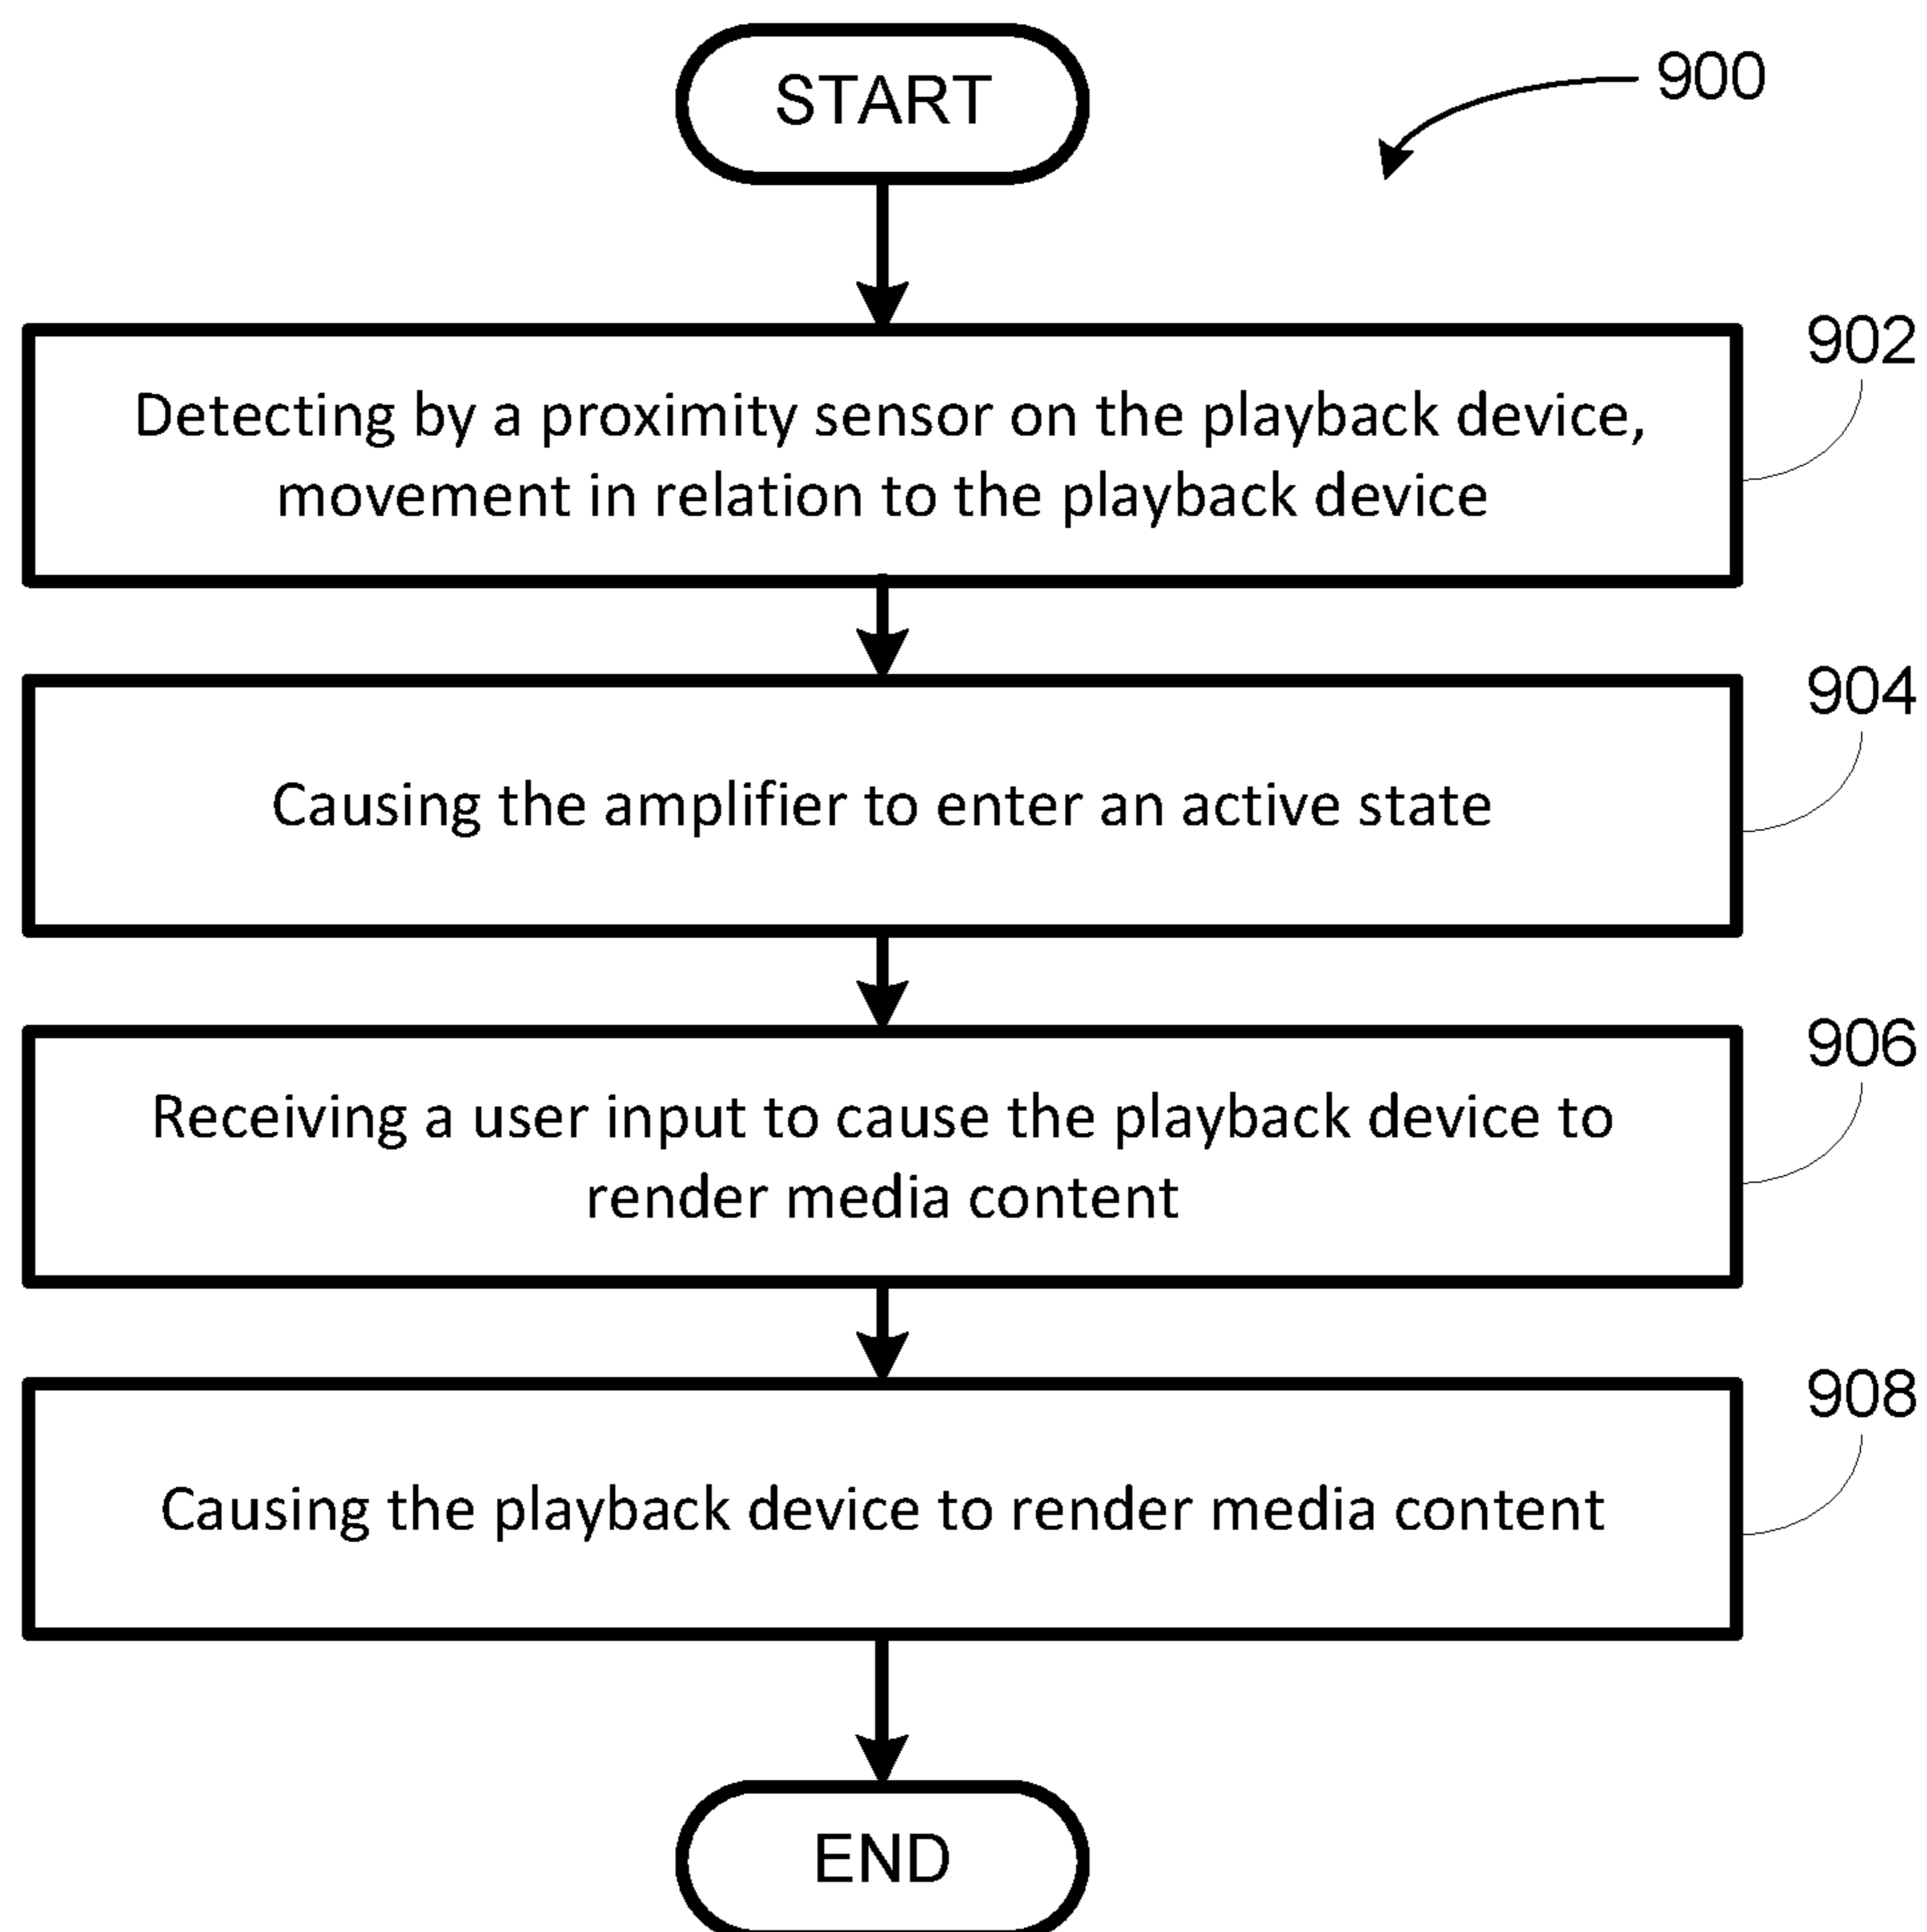 START
900
902
Detecting by a proximity sensor on the playback device,
movement in relation to the playback device
904
Causing the amplifier to enter an active state
906
Receiving a user input to cause the playback device to
render media content
908
Causing the playback device to render media content
END